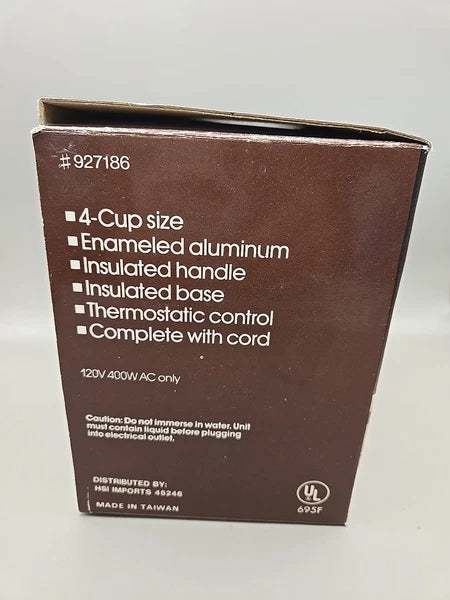 #927186
▪4-Cup size
▪Enameled aluminum
▪Insulated handle
▪Insulated base
▪Thermostatic control
▪Complete with cord
120V 400W AC only
Caution: Do not immerse in water. Unit
must contain liquid before plugging
into electrical outlet.
DISTRIBUTED BY:
HSI IMPORTS 45246
MADE IN TAIWAN
UL
695F